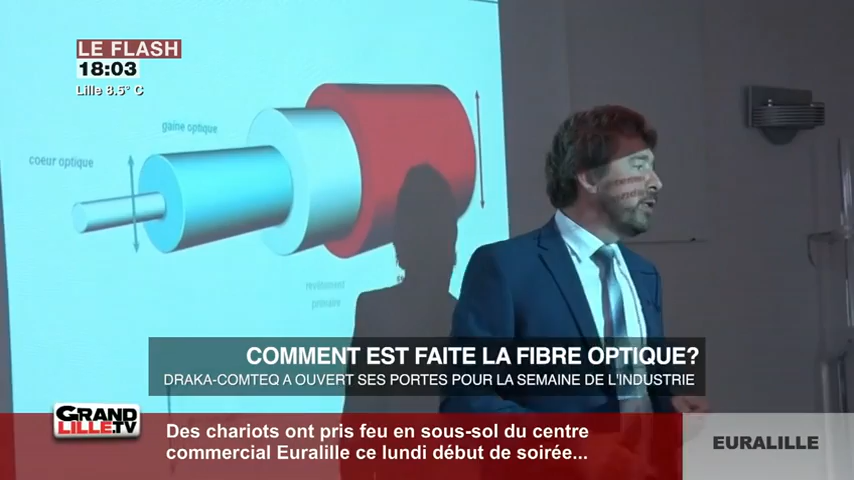 LE FLASH
18:03
Lille 8.5° C
gaine optique
coeur optique
revêtement
primaire
COMMENT EST FAITE LA FIBRE OPTIQUE?
DRAKA-COMTEQ A OUVERT SES PORTES POUR LA SEMAINE DE L'INDUSTRIE
GRAND
LILLE.TV
Des chariots ont pris feu en sous-sol du centre
commercial Euralille ce lundi début de soirée...
EURALILLE